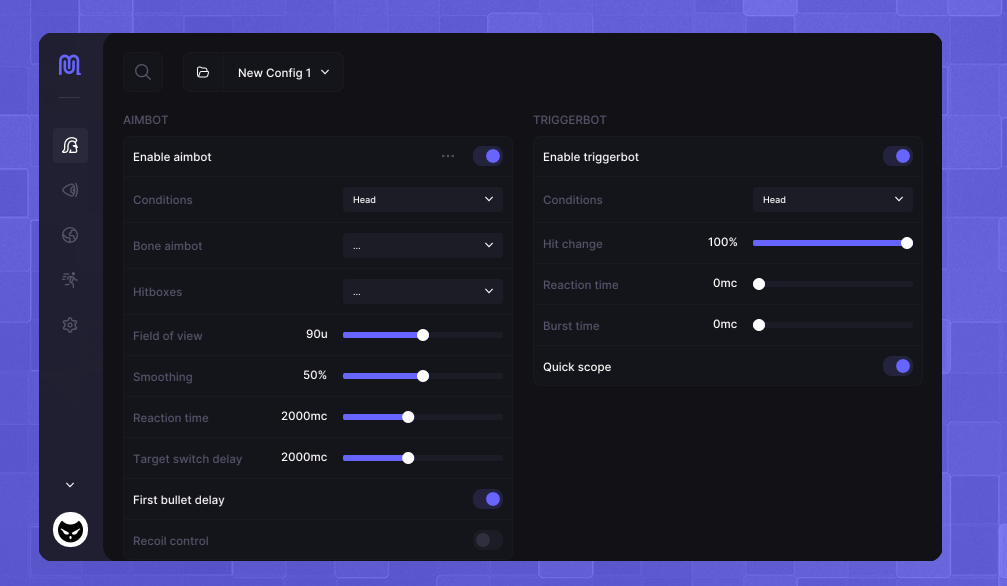 New Config 1
AIMBOT
Enable aimbot
...
Conditions
Head
Bone aimbot
...
Hitboxes
...
Field of view
90u
Smoothing
50%
Reaction time
2000mc
Target switch delay
2000mc
First bullet delay
Recoil control
TRIGGERBOT
Enable triggerbot
Conditions
Head
Hit change
100%
Reaction time
0mc
Burst time
0mc
Quick scope